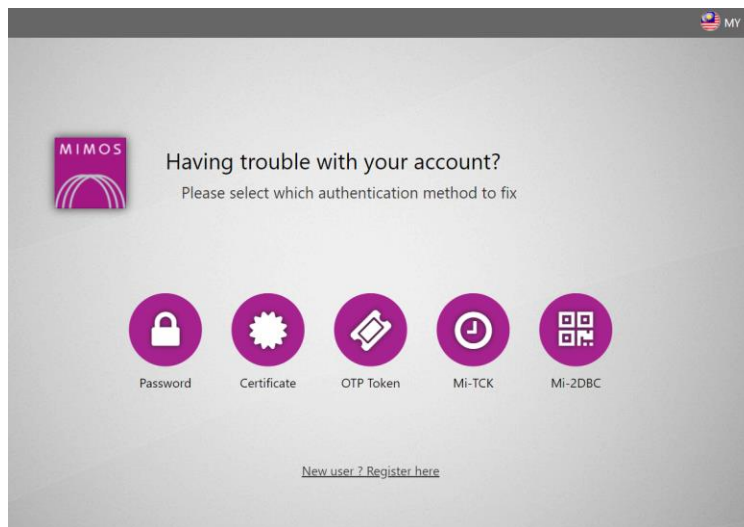 MY
MIMOS
Having trouble with your account?
Please select which authentication method to fix
Password
Certificate
OTP Token
Mi-TCK
Mi-2DBC
New user ? Register here